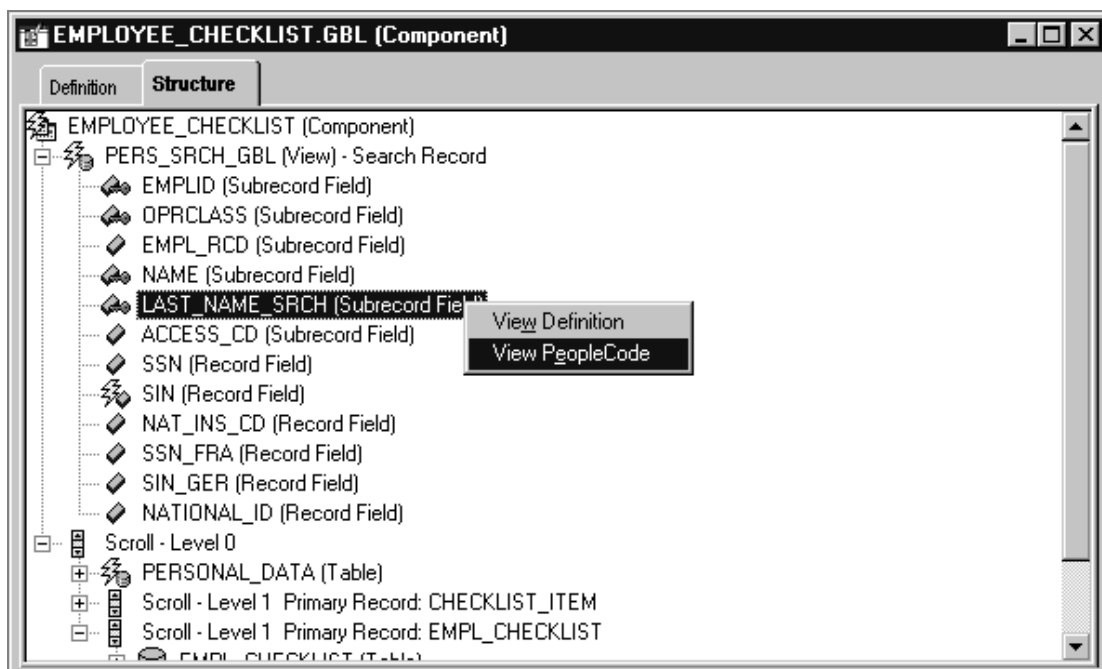 EMPLOYEE_CHECKLIST.GBL (Component)
Definition Structure
EMPLOYEE_CHECKLIST (Component)
PERS_SRCH_GBL (View) - Search Record
EMPLID (Subrecord Field)
OPRCLASS (Subrecord Field)
EMPL_RCD (Subrecord Field)
NAME (Subrecord Field)
LAST_NAME_SRCH (Subrecord Field)
View Definition
ACCESS_CD (Subrecord Field)
View PeopleCode
SSN (Record Field)
SIN (Record Field)
NAT_INS_CD (Record Field)
SSN_FRA (Record Field)
SIN_GER (Record Field)
NATIONAL_ID (Record Field)
Scroll - Level 0
PERSONAL_DATA (Table)
Scroll - Level 1 Primary Record: CHECKLIST_ITEM
Scroll - Level 1 Primary Record: EMPL_CHECKLIST
EMPL_CHECKLIST (Table)